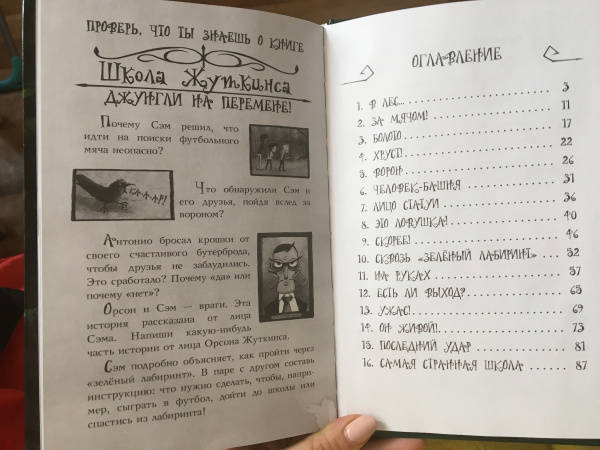 ПРОВЕРЬ, ЧТО ТЫ ЗНАЕШЬ О КНИГЕ
ШКОЛА ЖУТКИНСА
ДЖУНГЛИ НА ПЕРЕМЕНЕ!
Почему Сэм решил, что
идти на поиски футбольного
мяча неопасно?
КА-А-АР!
Что обнаружили Сэм и
его друзья, пойдя вслед за
вороном?
Антонио бросал крошки от
своего счастливого бутерброда,
чтобы друзья не заблудились.
Это сработало? Почему «да» или
почему «нет»?
Орсон и Сэм — враги. Эта
история рассказана от лица
Сэма. Напиши какую-нибудь
часть истории от лица Орсона Жуткинса.
Сэм подробно объясняет, как пройти через
«зелёный лабиринт». В паре с другом составь
инструкцию: что нужно сделать, чтобы, напри-
мер, сыграть в футбол, дойти до школы или
спастись из лабиринта!
ОГЛАВЛЕНИЕ
1. В ЛЕС... 3
2. ЗА МЯЧОМ! 11
3. БОЛОТО 17
4. ХРУСТ! 22
5. ВОРОН 26
6. ЧЕЛОВЕК-БАШНЯ 31
7. ЛИЦО СТАТУИ 36
8. ЭТО ЛОВУШКА! 40
9. СКОРЕЕ! 46
10. СКВОЗЬ «ЗЕЛЁНЫЙ ЛАБИРИНТ» 52
11. НА РУКАХ 57
12. ЕСТЬ ЛИ ВЫХОД? 63
13. УЖАС! 69
14. ОН ЖИВОЙ! 73
15. ПОСЛЕДНИЙ УДАР 81
16. САМАЯ СТРАННАЯ ШКОЛА 87